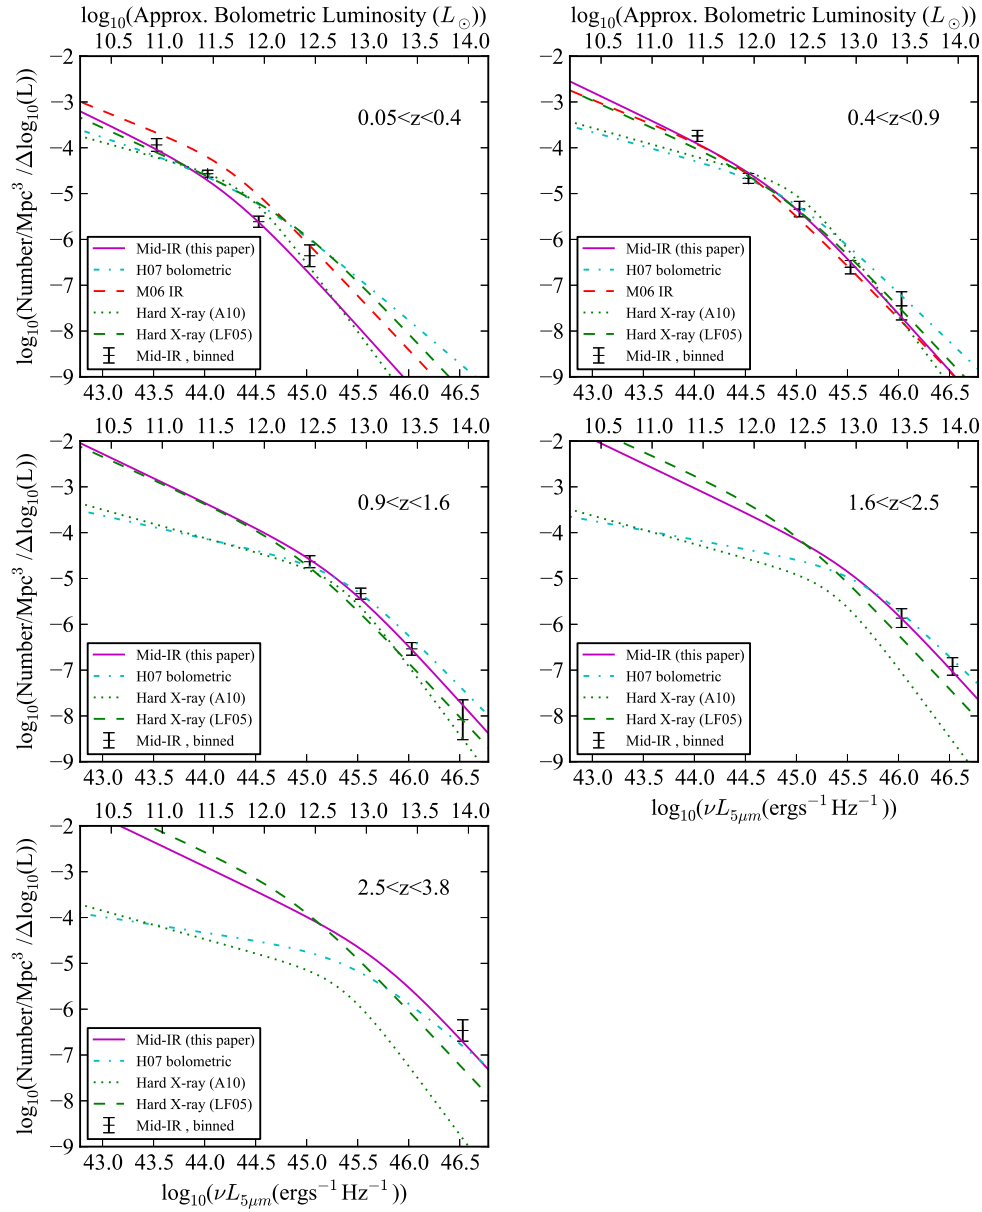 log10(Approx. Bolometric Luminosity (L⊙)) log10(Approx. Bolometric Luminosity (L⊙))
10.5 11.0 11.5 12.0 12.5 13.0 13.5 14.0
10.5 11.0 11.5 12.0 12.5 13.0 13.5 14.0
log10(Number/Mpc³ /Δlog10(L))
−2
−3
−4
−5
−6
−7
−8
−9
0.05<z<0.4
Mid-IR (this paper)
H07 bolometric
M06 IR
Hard X-ray (A10)
Hard X-ray (LF05)
Mid-IR , binned
43.0 43.5 44.0 44.5 45.0 45.5 46.0 46.5
−2
−3
−4
−5
−6
−7
−8
−9
0.4<z<0.9
Mid-IR (this paper)
H07 bolometric
M06 IR
Hard X-ray (A10)
Hard X-ray (LF05)
Mid-IR , binned
43.0 43.5 44.0 44.5 45.0 45.5 46.0 46.5
10.5 11.0 11.5 12.0 12.5 13.0 13.5 14.0
log10(Number/Mpc³ /Δlog10(L))
−2
−3
−4
−5
−6
−7
−8
−9
0.9<z<1.6
Mid-IR (this paper)
H07 bolometric
Hard X-ray (A10)
Hard X-ray (LF05)
Mid-IR , binned
43.0 43.5 44.0 44.5 45.0 45.5 46.0 46.5
10.5 11.0 11.5 12.0 12.5 13.0 13.5 14.0
−2
−3
−4
−5
−6
−7
−8
−9
1.6<z<2.5
Mid-IR (this paper)
H07 bolometric
Hard X-ray (A10)
Hard X-ray (LF05)
Mid-IR , binned
43.0 43.5 44.0 44.5 45.0 45.5 46.0 46.5
log10(νL5μm(ergs⁻¹ Hz⁻¹))
10.5 11.0 11.5 12.0 12.5 13.0 13.5 14.0
log10(Number/Mpc³ /Δlog10(L))
−2
−3
−4
−5
−6
−7
−8
−9
2.5<z<3.8
Mid-IR (this paper)
H07 bolometric
Hard X-ray (A10)
Hard X-ray (LF05)
Mid-IR , binned
43.0 43.5 44.0 44.5 45.0 45.5 46.0 46.5
log10(νL5μm(ergs⁻¹ Hz⁻¹))